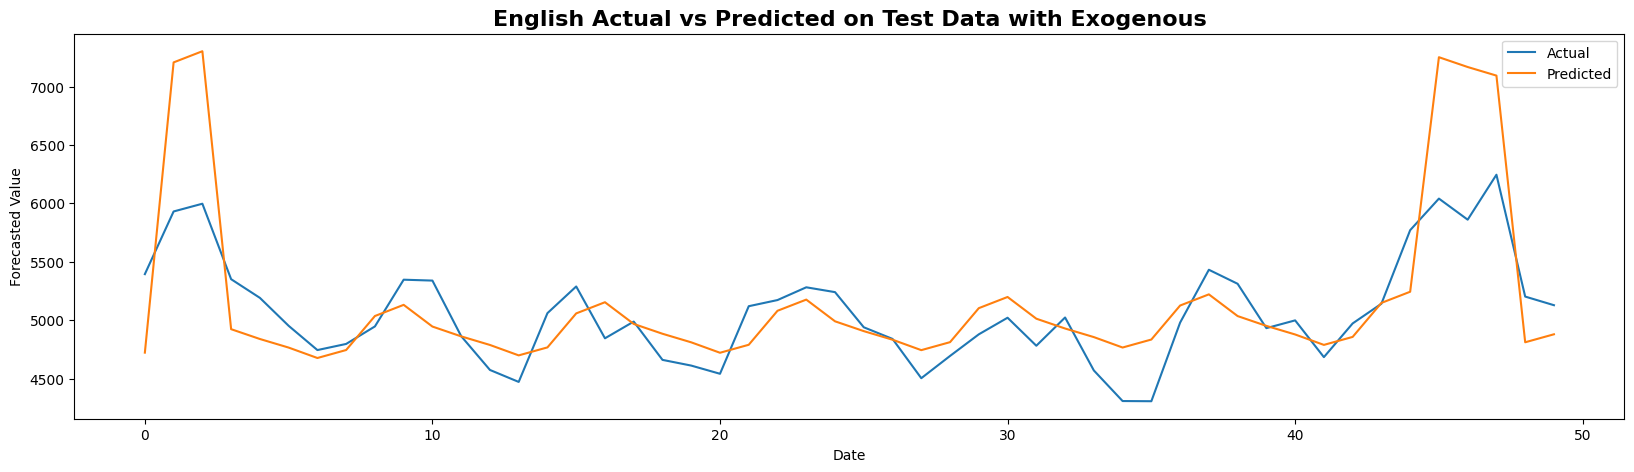 English Actual vs Predicted on Test Data with Exogenous
Actual
Predicted
Forecasted Value
7000
6500
6000
5500
5000
4500
0
10
20
30
40
50
Date